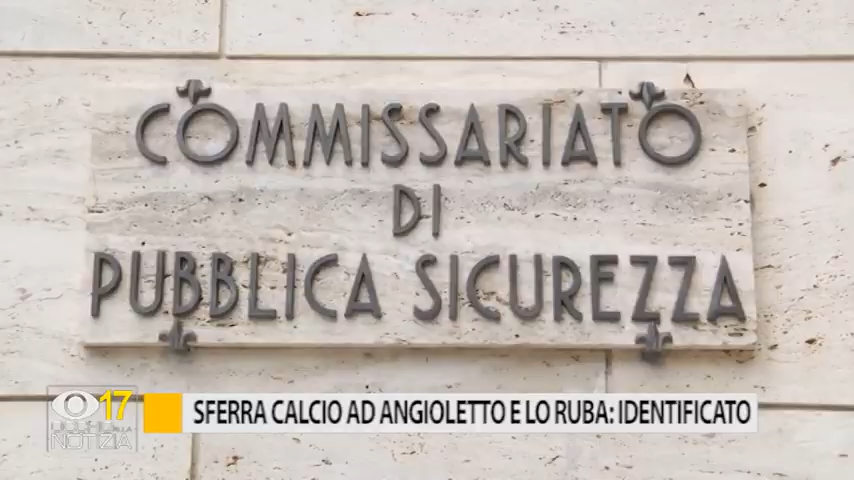 COMMISSARIATO
DI
PUBBLICA SICUREZZA
17
NOTIZIA
SFERRA CALCIO AD ANGIOLETTO E LO RUBA: IDENTIFICATO